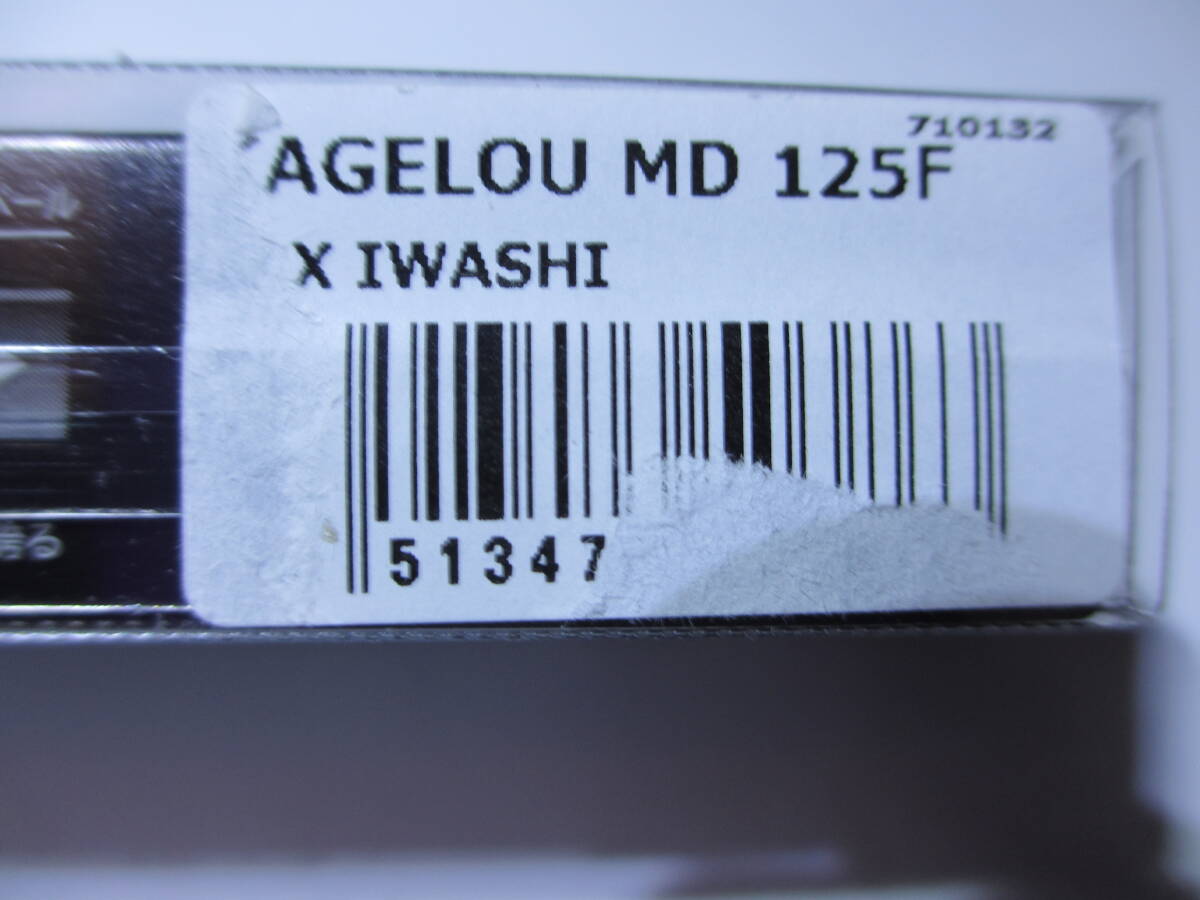 710132
AGELOU MD 125F
X IWASHI
51347